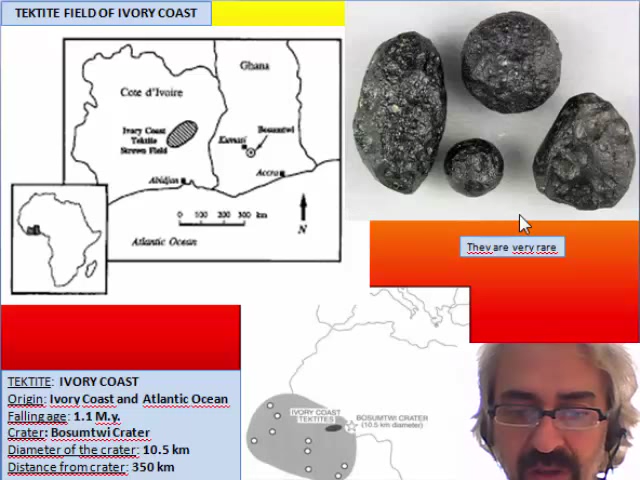 TEKTITE FIELD OF IVORY COAST
Ghana
Cote d'Ivoire
Ivory Coast
Tektite
Strewn Field
Bosumtwi
Kumasi
Abidjan
Accra
0 100 200 300 km
N
Atlantic Ocean
They are very rare
TEKTITE: IVORY COAST
Origin: Ivory Coast and Atlantic Ocean
Falling age: 1.1 M.y.
Crater: Bosumtwi Crater
Diameter of the crater: 10.5 km
Distance from crater: 350 km
IVORY COAST
TEKTITES
BOSUMTWI CRATER
(10.5 km diameter)